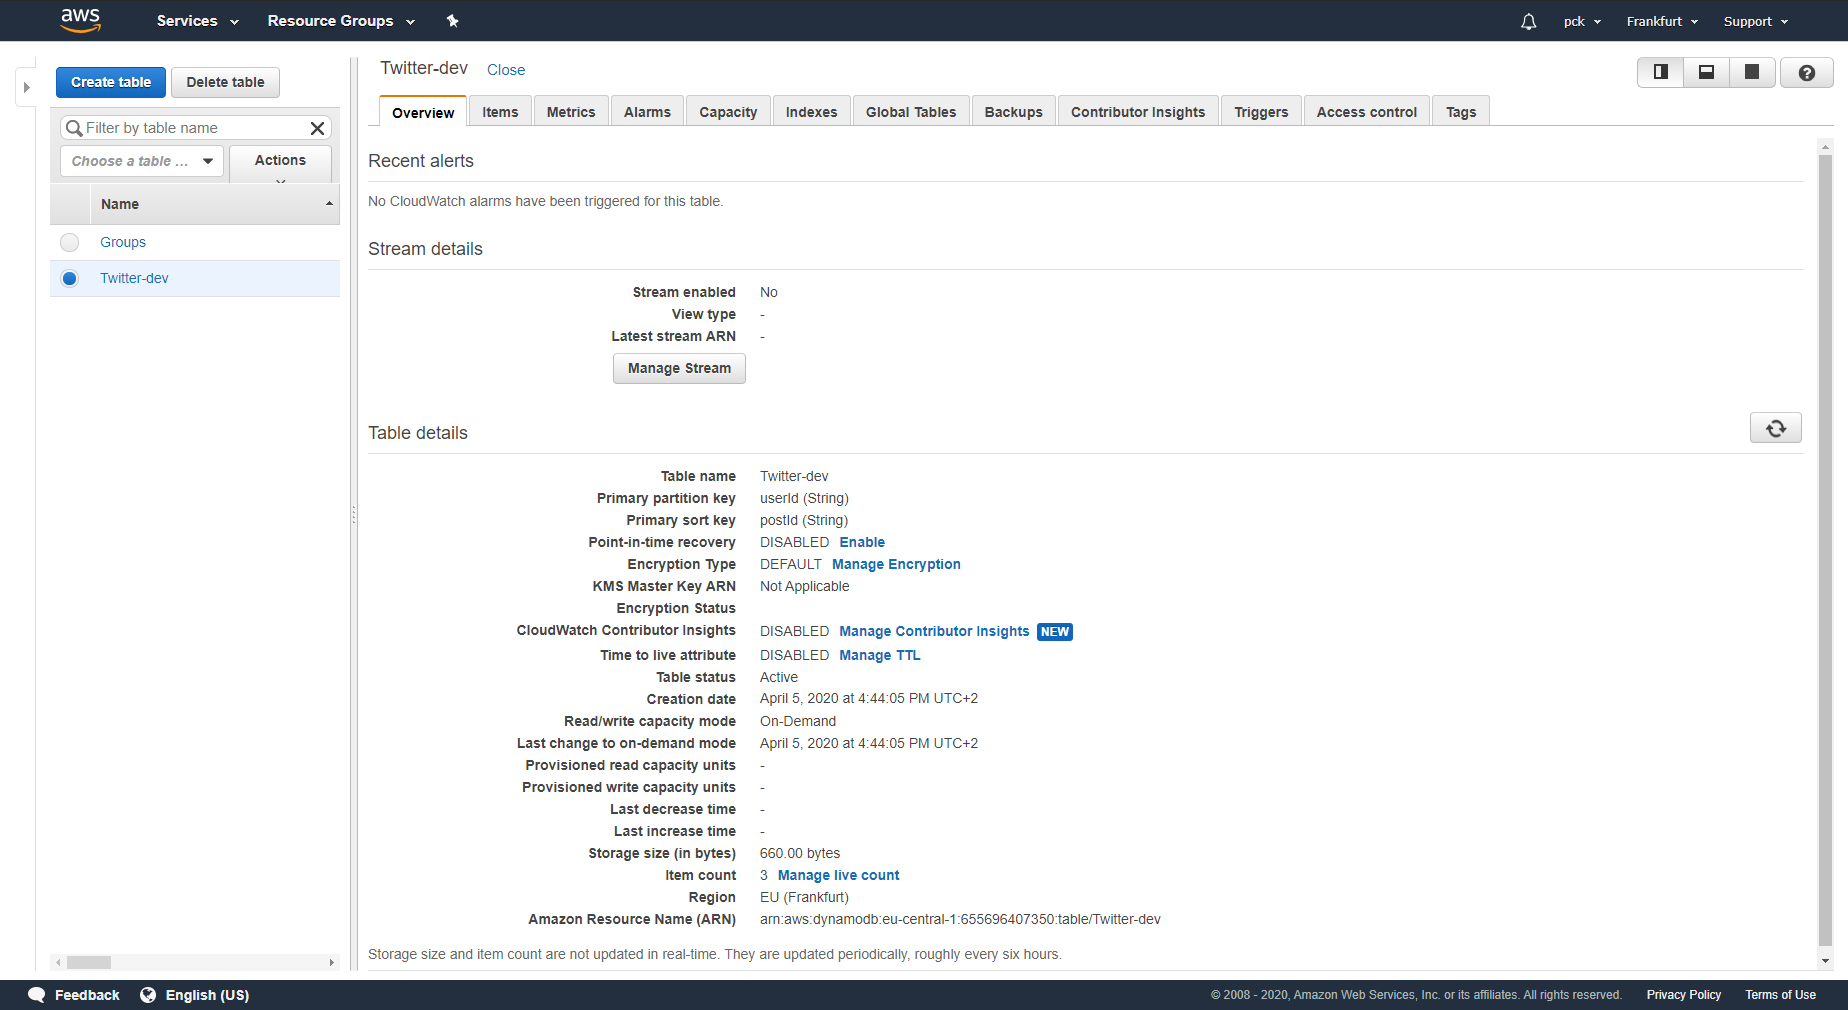 aws Services Resource Groups pck Frankfurt Support
Create table Delete table
Filter by table name
Choose a table ... Actions
Name
Groups
Twitter-dev
Twitter-dev Close
Overview Items Metrics Alarms Capacity Indexes Global Tables Backups Contributor Insights Triggers Access control Tags
Recent alerts
No CloudWatch alarms have been triggered for this table.
Stream details
Stream enabled No
View type -
Latest stream ARN -
Manage Stream
Table details
Table name Twitter-dev
Primary partition key userId (String)
Primary sort key postId (String)
Point-in-time recovery DISABLED Enable
Encryption Type DEFAULT Manage Encryption
KMS Master Key ARN Not Applicable
Encryption Status
CloudWatch Contributor Insights DISABLED Manage Contributor Insights NEW
Time to live attribute DISABLED Manage TTL
Table status Active
Creation date April 5, 2020 at 4:44:05 PM UTC+2
Read/write capacity mode On-Demand
Last change to on-demand mode April 5, 2020 at 4:44:05 PM UTC+2
Provisioned read capacity units -
Provisioned write capacity units -
Last decrease time -
Last increase time -
Storage size (in bytes) 660.00 bytes
Item count 3 Manage live count
Region EU (Frankfurt)
Amazon Resource Name (ARN) arn:aws:dynamodb:eu-central-1:655696407350:table/Twitter-dev
Storage size and item count are not updated in real-time. They are updated periodically, roughly every six hours.
Feedback English (US) © 2008 - 2020, Amazon Web Services, Inc. or its affiliates. All rights reserved. Privacy Policy Terms of Use